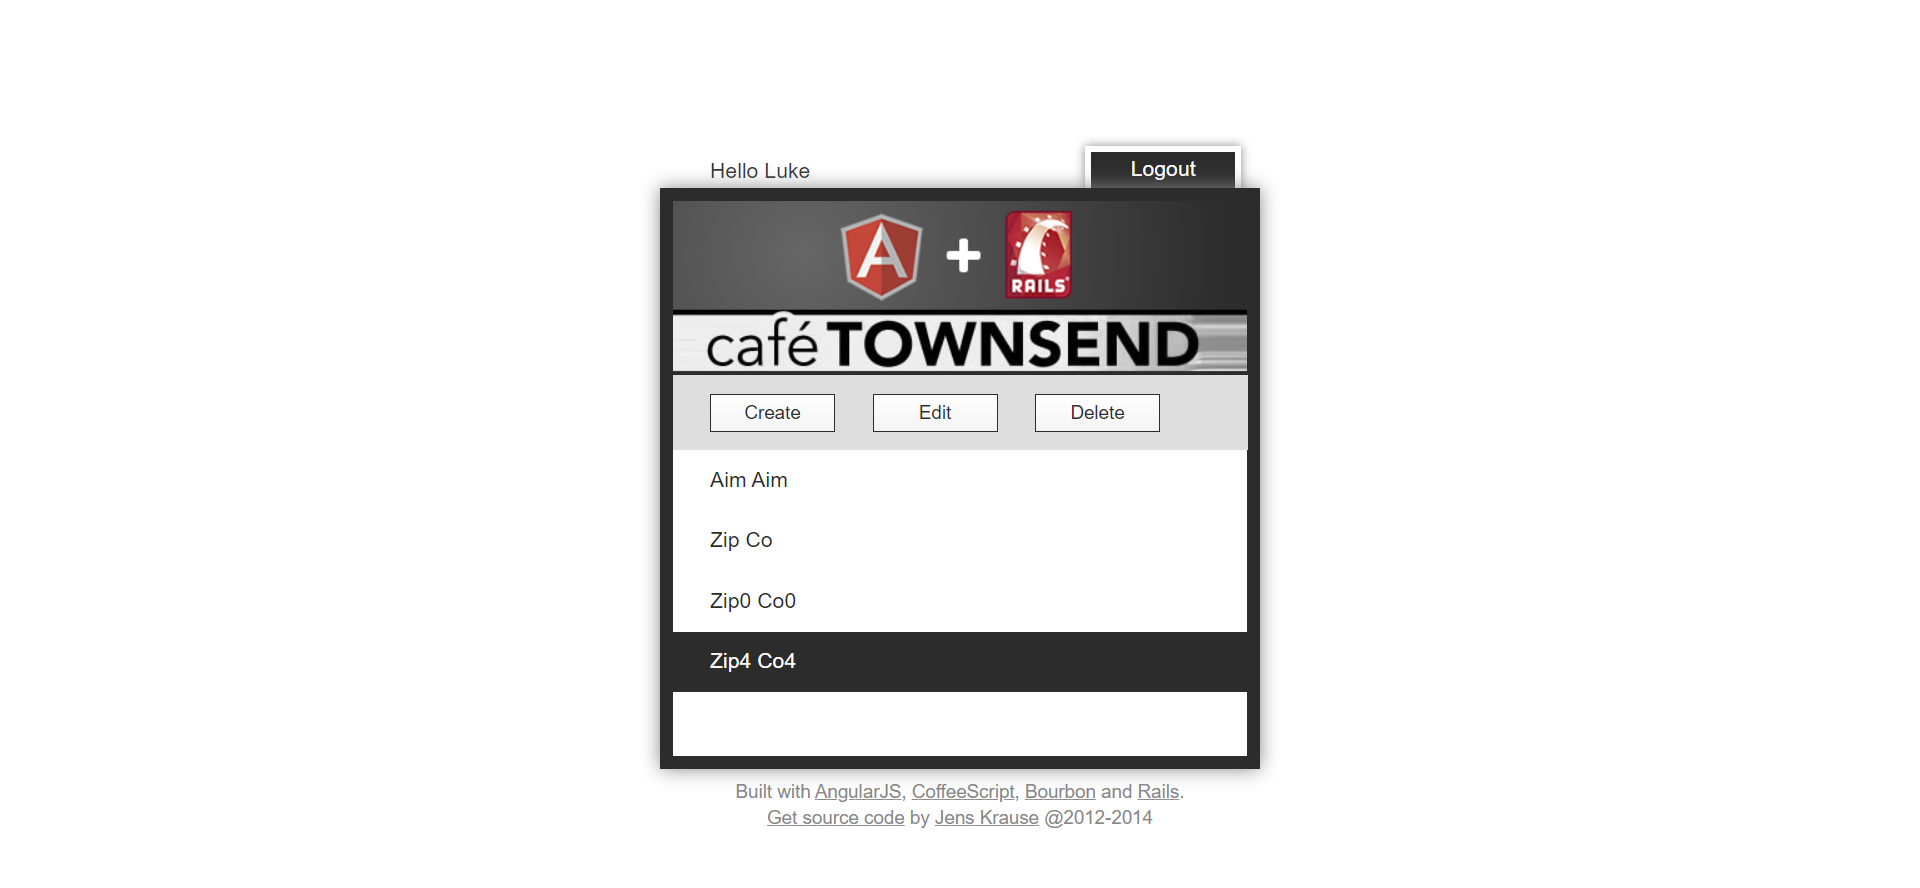 Hello Luke
Logout
A
RAILS
café TOWNSEND
Create
Edit
Delete
Aim Aim
Zip Co
Zip0 Co0
Zip4 Co4
Built with AngularJS, CoffeeScript, Bourbon and Rails.
Get source code by Jens Krause @2012-2014